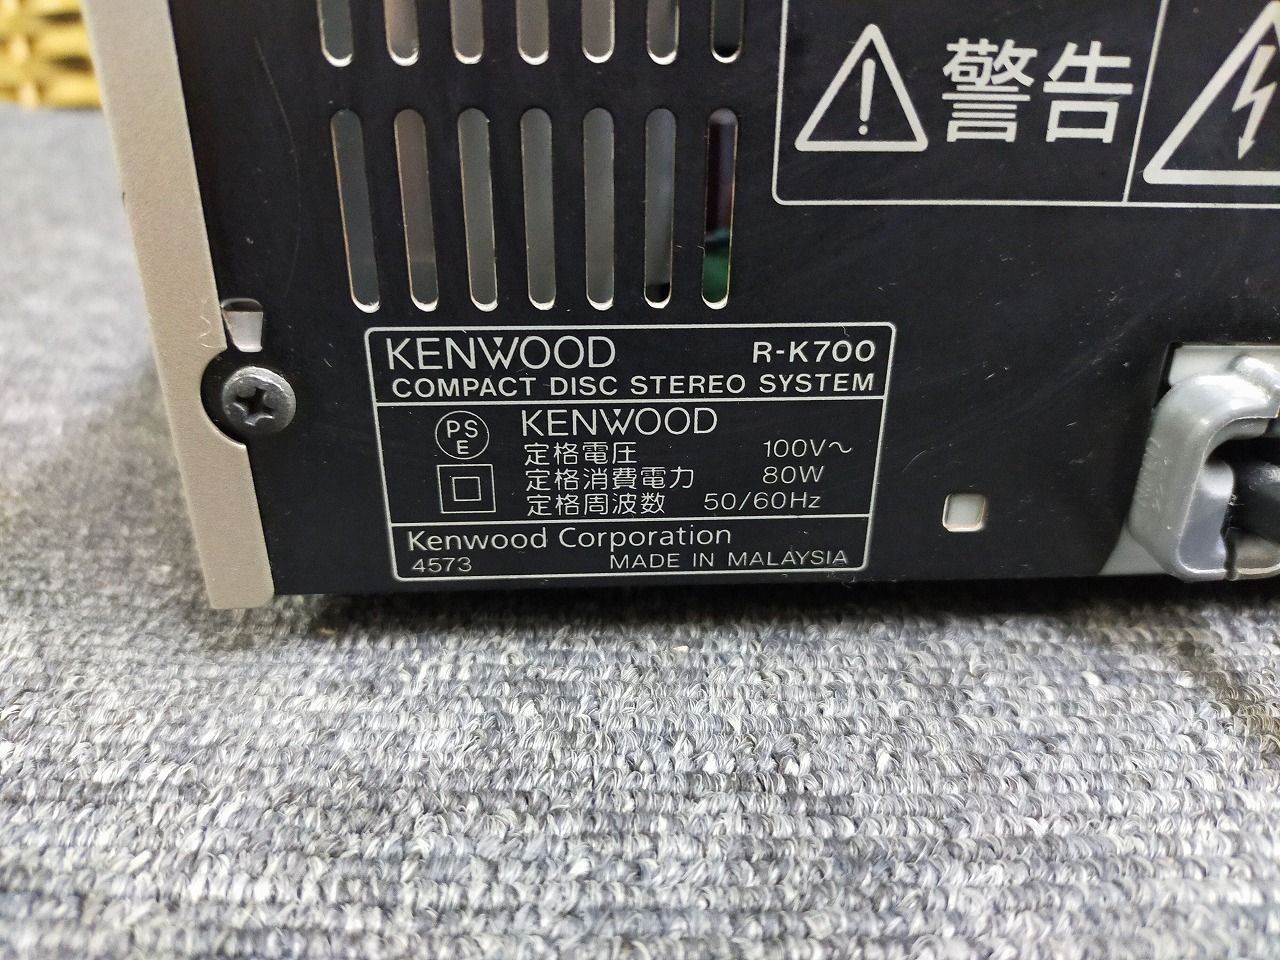 警告
KENWOOD R-K700
COMPACT DISC STEREO SYSTEM
PS
E
KENWOOD
定格電圧 100V～
定格消費電力 80W
定格周波数 50/60Hz
Kenwood Corporation
4573 MADE IN MALAYSIA